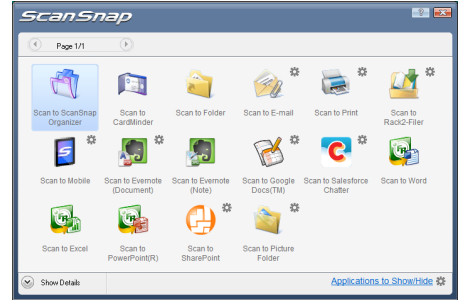 ScanSnap
Page 1/1
Scan to ScanSnap
Organizer
Scan to
CardMinder
Scan to Folder
Scan to E-mail
Scan to Print
Scan to
Rack2-Filer
Scan to Mobile
Scan to Evernote
(Document)
Scan to Evernote
(Note)
Scan to Google
Docs(TM)
Scan to Salesforce
Chatter
Scan to Word
Scan to Excel
Scan to
PowerPoint(R)
Scan to
SharePoint
Scan to Picture
Folder
Show Details
Applications to Show/Hide